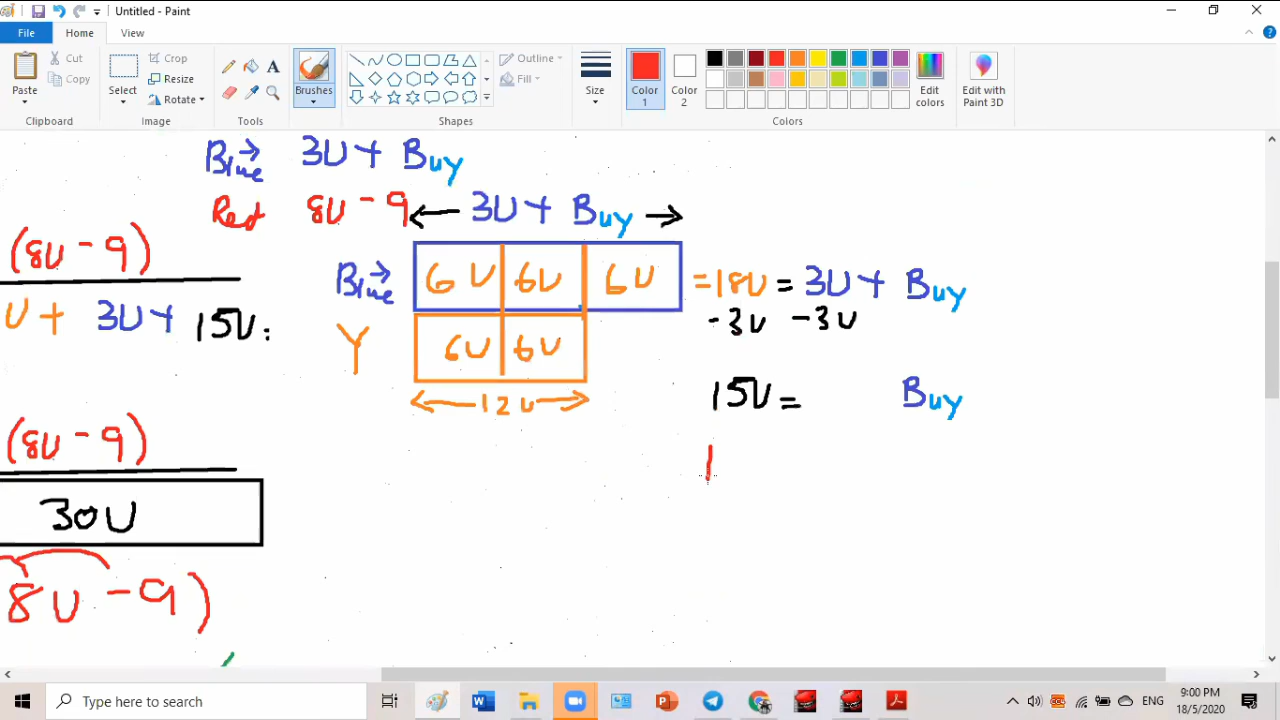 Untitled - Paint
File Home View
Paste Cut Copy
Clipboard
Select Crop Resize Rotate
Image
Tools
Brushes
Outline Fill
Shapes
Size
Color 1
Color 2
Edit colors
Edit with Paint 3D
Colors
Blue → 3U + Buy
Red 8U - 9 ← 3U + Buy →
(8U - 9)
Blue → 6U 6U 6U = 18U = 3U + Buy
U + 3U + 15U :
-3U -3U
Y 6U 6U
12U
15U = Buy
(8U - 9)
1
30U
8U - 9)
Type here to search
ENG
9:00 PM
18/5/2020